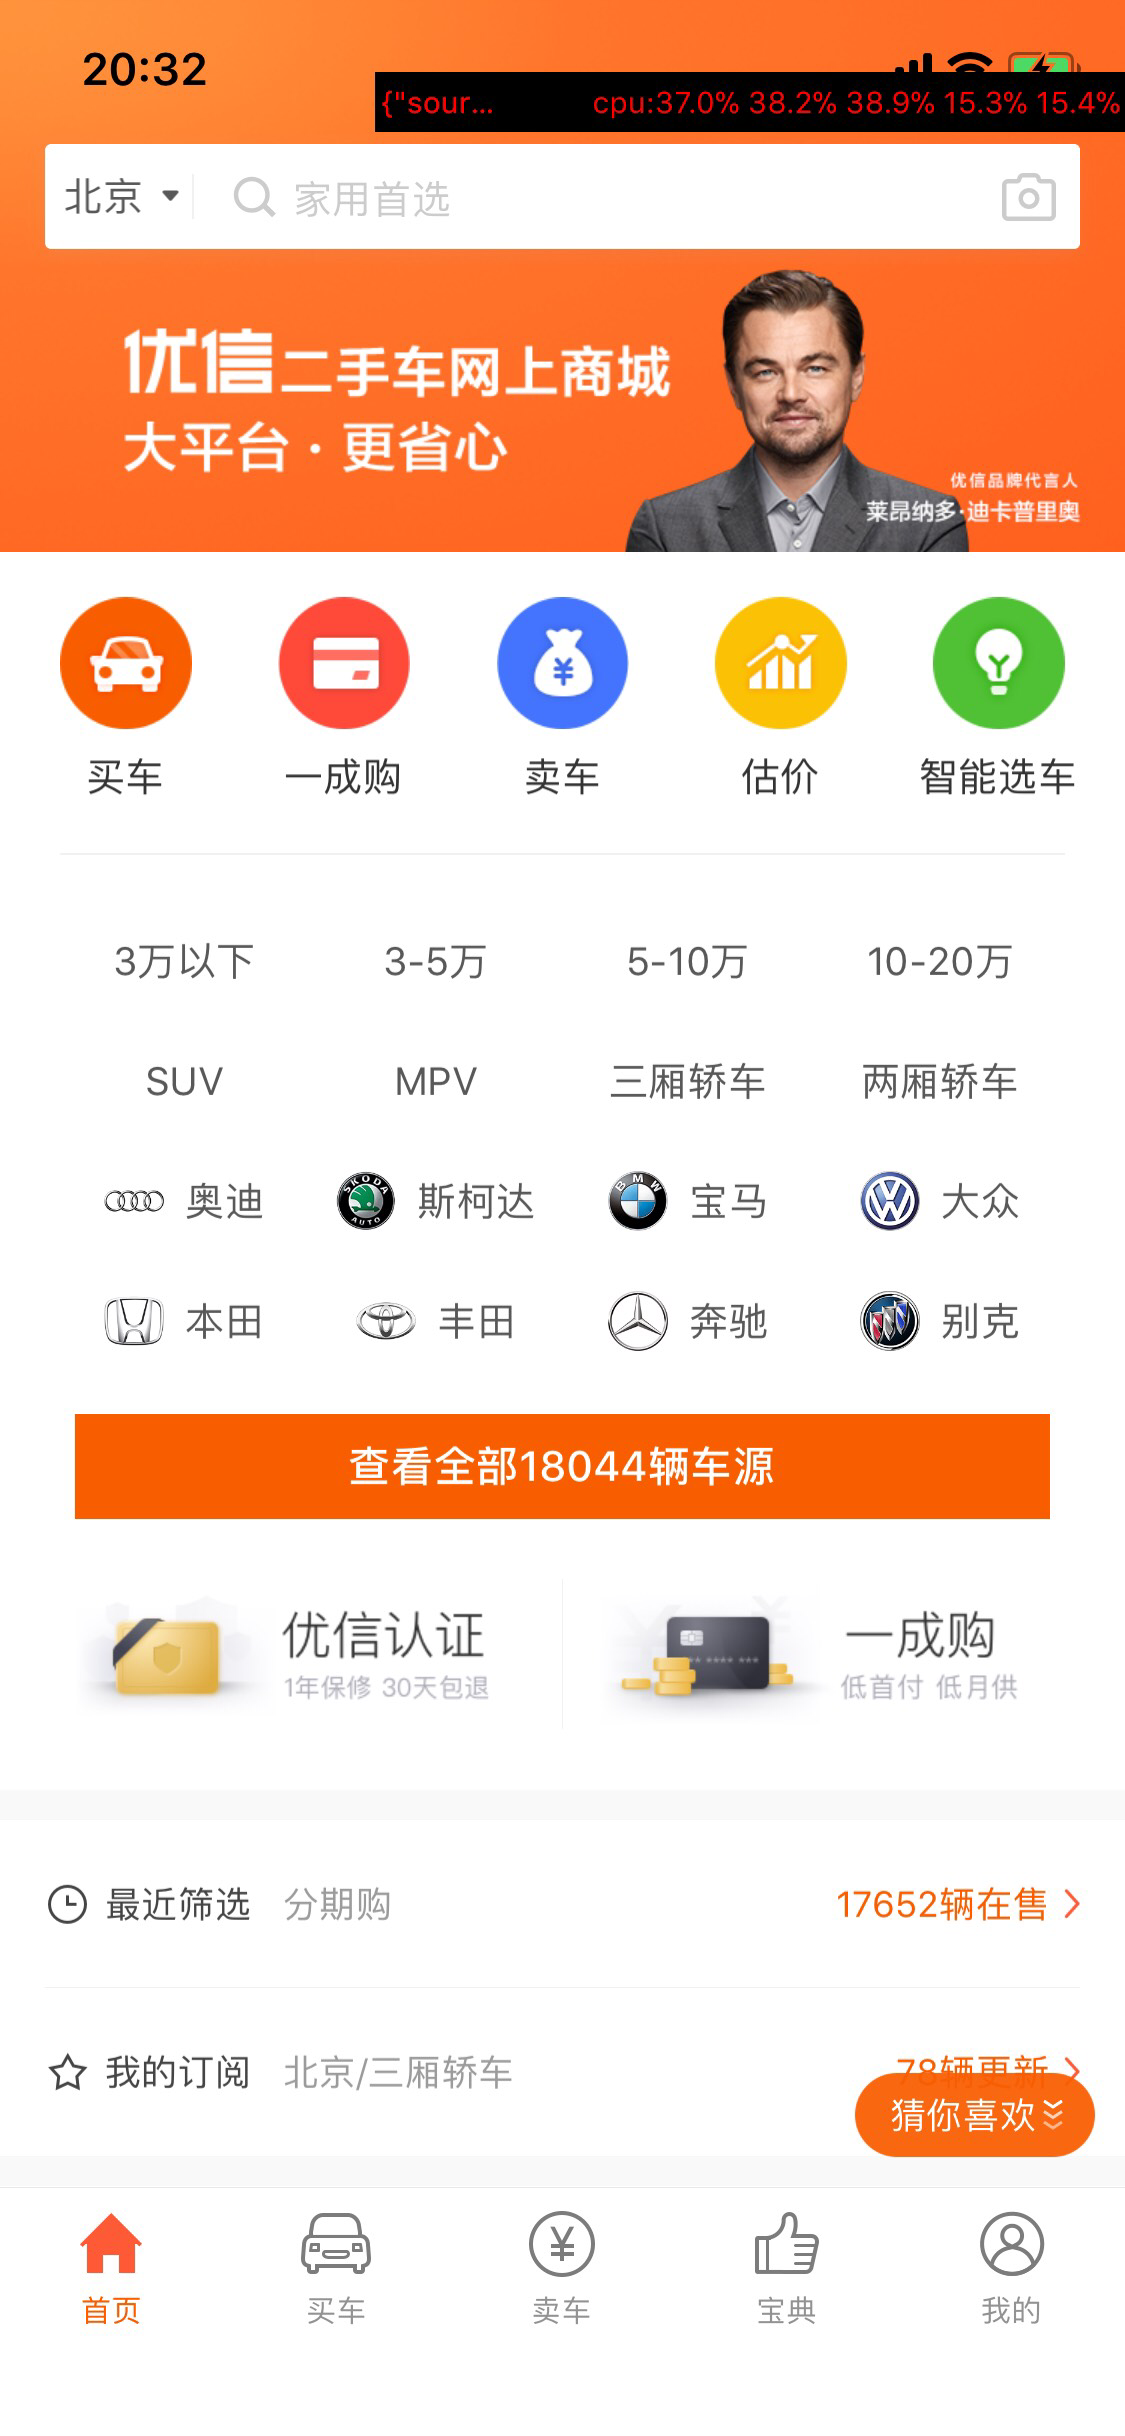 20:32
{"sour... cpu:37.0% 38.2% 38.9% 15.3% 15.4%
北京 家用首选
优信二手车网上商城
大平台·更省心
优信品牌代言人
莱昂纳多·迪卡普里奥
买车 一成购 卖车 估价 智能选车
3万以下 3-5万 5-10万 10-20万
SUV MPV 三厢轿车 两厢轿车
奥迪 SKODA AUTO 斯柯达 BMW 宝马 大众
本田 丰田 奔驰 别克
查看全部18044辆车源
优信认证 一成购
1年保修 30天包退 低首付 低月供
最近筛选 分期购 17652辆在售
我的订阅 北京/三厢轿车 78辆更新
猜你喜欢
首页 买车 卖车 宝典 我的